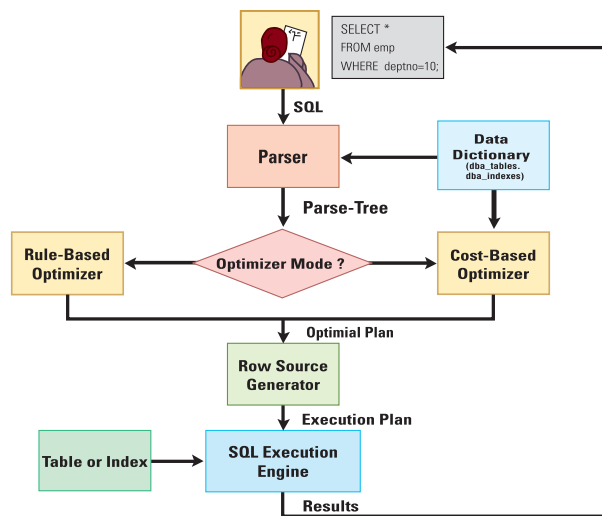 SELECT *
FROM emp
WHERE deptno=10;
SQL
Parser
Data
Dictionary
(dba_tables.
dba_indexes)
Parse-Tree
Rule-Based
Optimizer
Optimizer Mode ?
Cost-Based
Optimizer
Optimial Plan
Row Source
Generator
Execution Plan
Table or Index
SQL Execution
Engine
Results